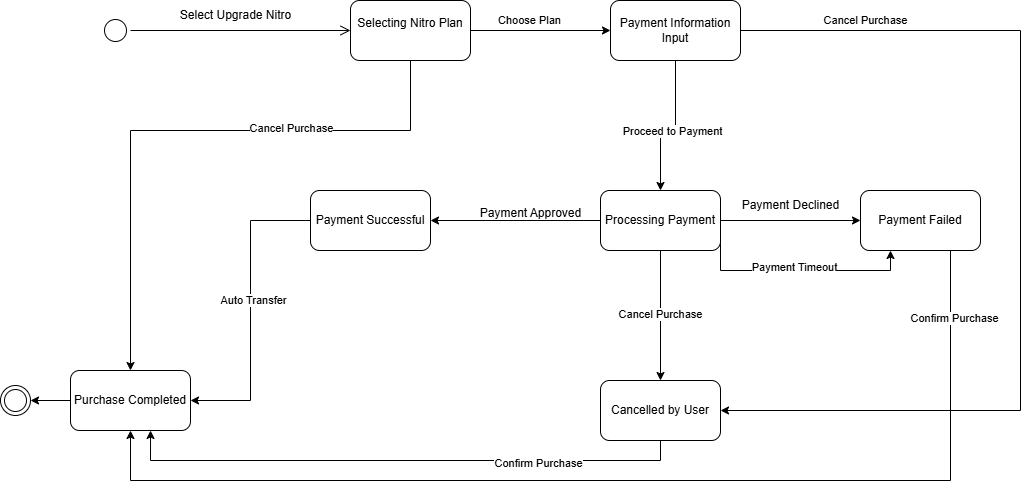 Select Upgrade Nitro
Selecting Nitro Plan
Choose Plan
Payment Information
Input
Cancel Purchase
Cancel Purchase
Proceed to Payment
Payment Successful
Payment Approved
Processing Payment
Payment Declined
Payment Failed
Payment Timeout
Auto Transfer
Cancel Purchase
Confirm Purchase
Purchase Completed
Cancelled by User
Confirm Purchase